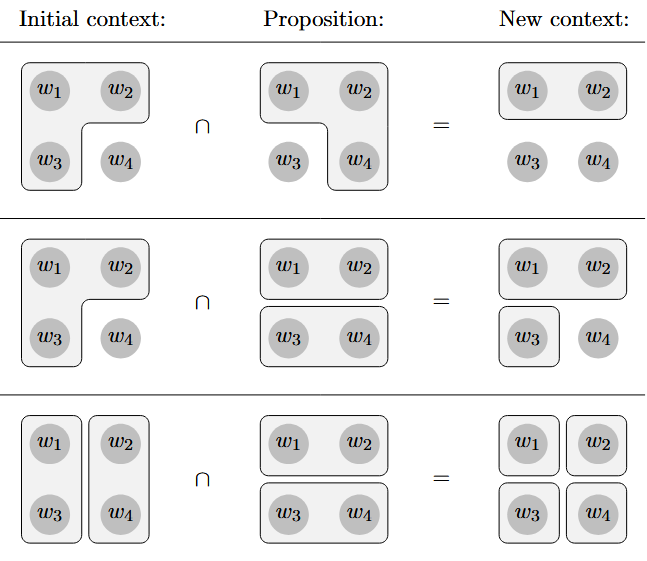 Initial context: Proposition: New context:
w₁ w₂ w₁ w₂ w₁ w₂
∩ =
w₃ w₄ w₃ w₄ w₃ w₄
w₁ w₂ w₁ w₂ w₁ w₂
∩ =
w₃ w₄ w₃ w₄ w₃ w₄
w₁ w₂ w₁ w₂ w₁ w₂
∩ =
w₃ w₄ w₃ w₄ w₃ w₄